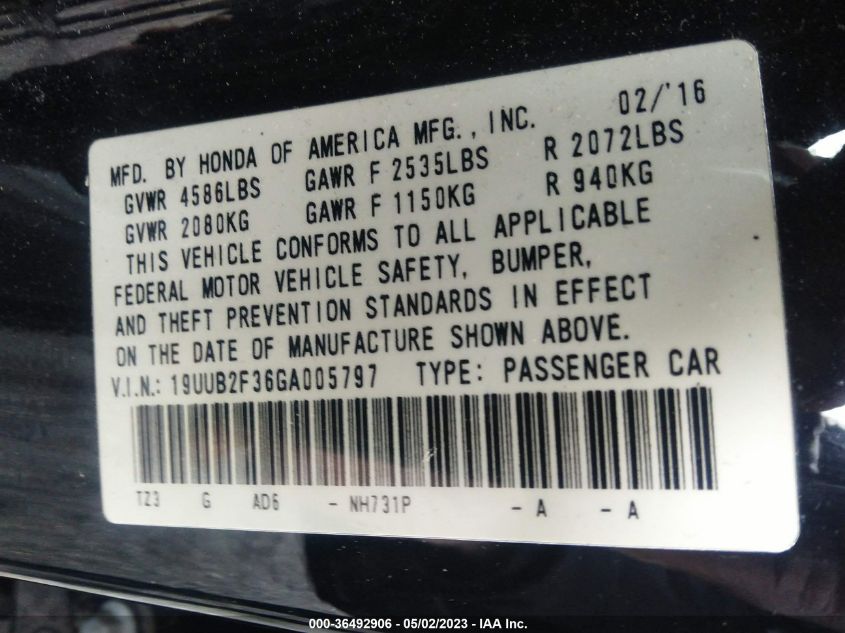 MFD. BY HONDA OF AMERICA MFG., INC. 02/'16
GVWR 4586LBS GAWR F 2535LBS R 2072LBS
GVWR 2080KG GAWR F 1150KG R 940KG
THIS VEHICLE CONFORMS TO ALL APPLICABLE
FEDERAL MOTOR VEHICLE SAFETY, BUMPER,
AND THEFT PREVENTION STANDARDS IN EFFECT
ON THE DATE OF MANUFACTURE SHOWN ABOVE.
V.I.N.: 19UUB2F36GA005797 TYPE: PASSENGER CAR
TZ3 G AD6 - NH731P - A - A
000-36492906 - 05/02/2023 - IAA Inc.